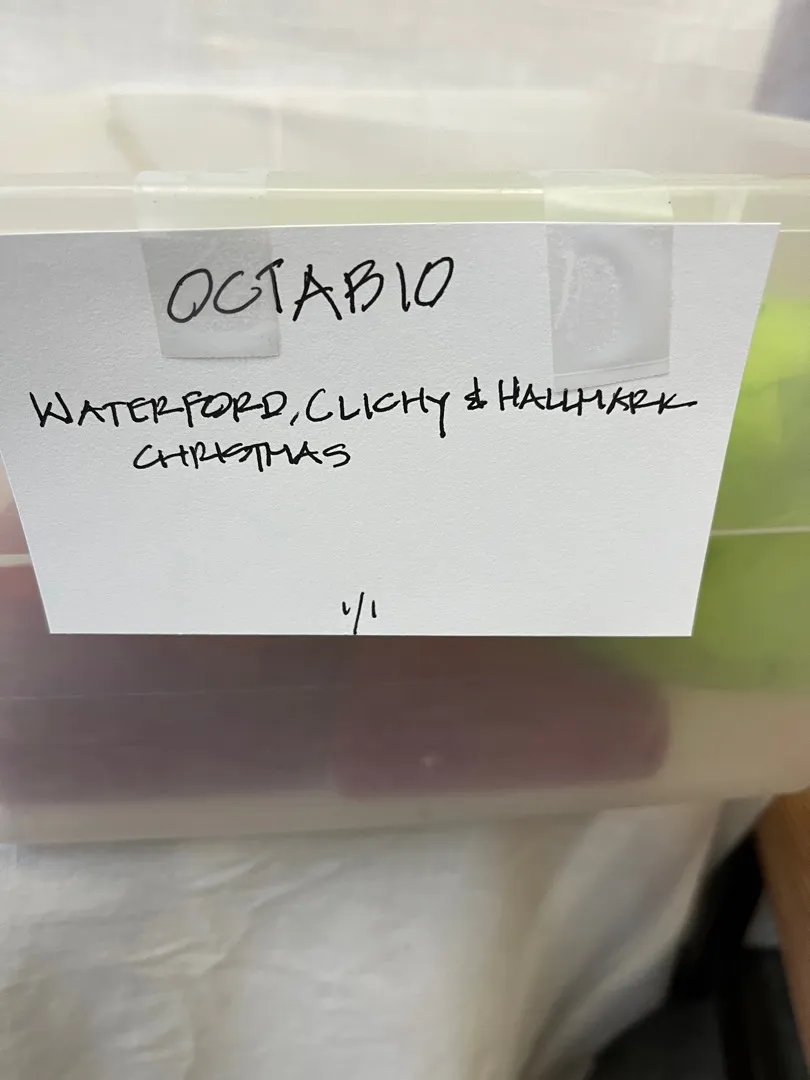 OCTAB10
WATERFORD, CLICHY & HALLMARK
CHRISTMAS
1/1